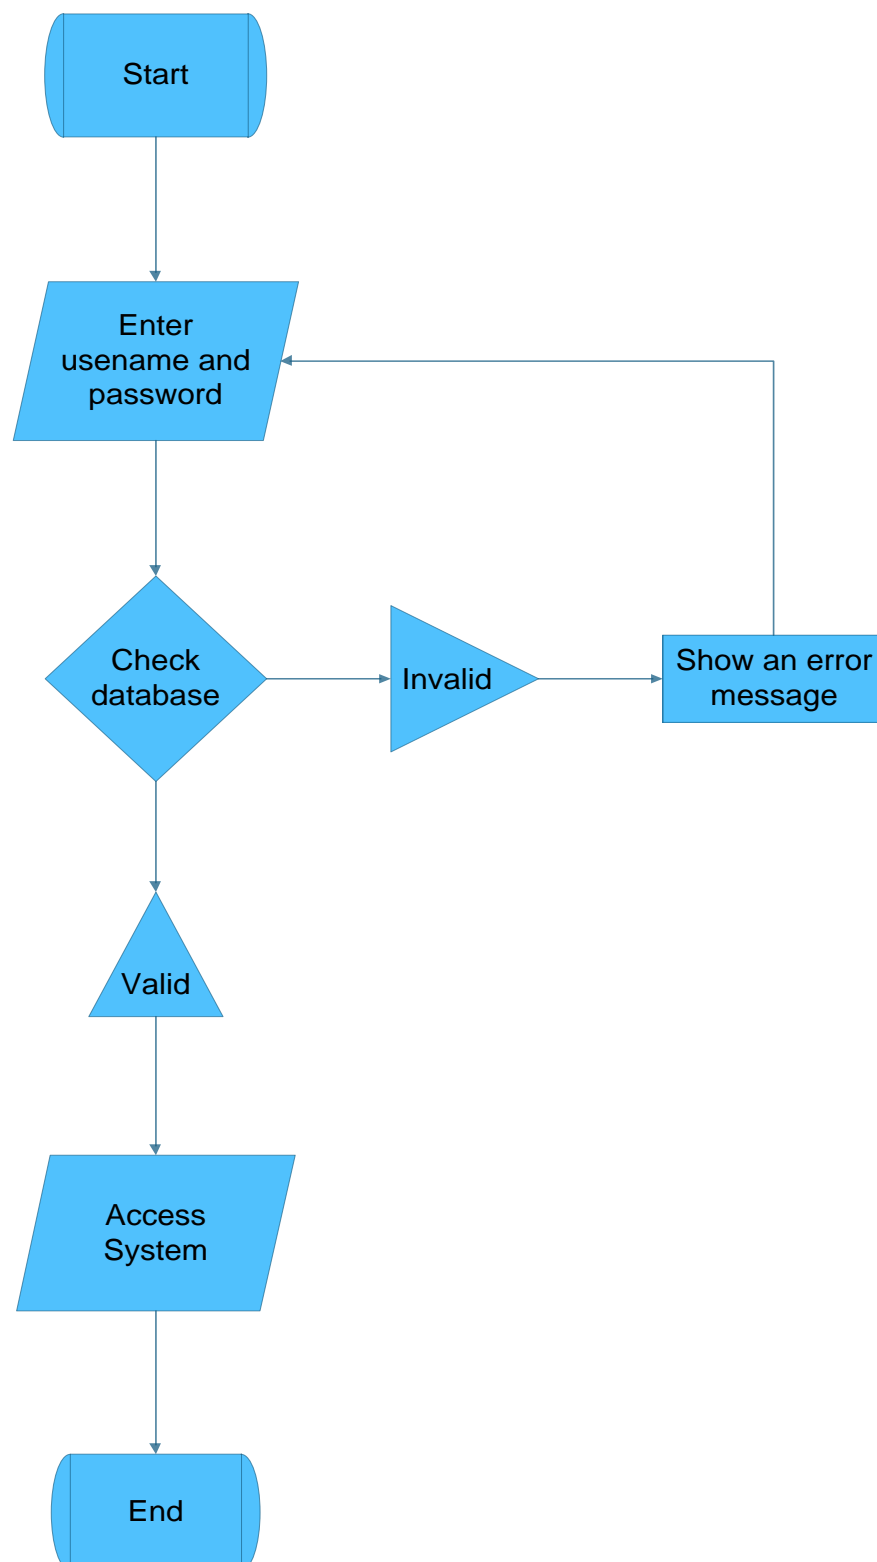 Start
Enter
usename and
password
Check
database
Invalid
Show an error
message
Valid
Access
System
End